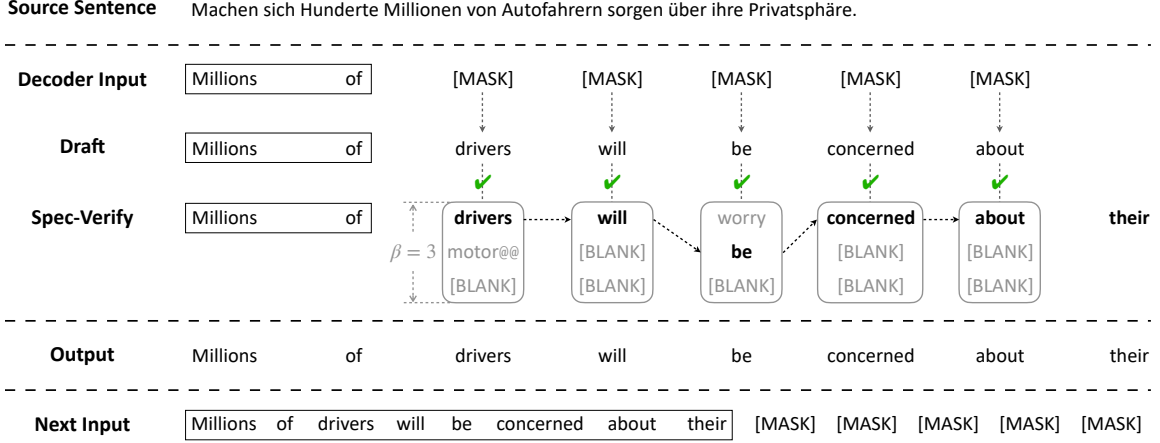 Source Sentence Machen sich Hunderte Millionen von Autofahrern sorgen über ihre Privatsphäre.
Decoder Input Millions of [MASK] [MASK] [MASK] [MASK] [MASK]
Draft Millions of drivers will be concerned about
Spec-Verify Millions of drivers will worry concerned about their
β = 3 motor@@ [BLANK] be [BLANK] [BLANK]
[BLANK] [BLANK] [BLANK] [BLANK] [BLANK]
Output Millions of drivers will be concerned about their
Next Input Millions of drivers will be concerned about their [MASK] [MASK] [MASK] [MASK] [MASK]